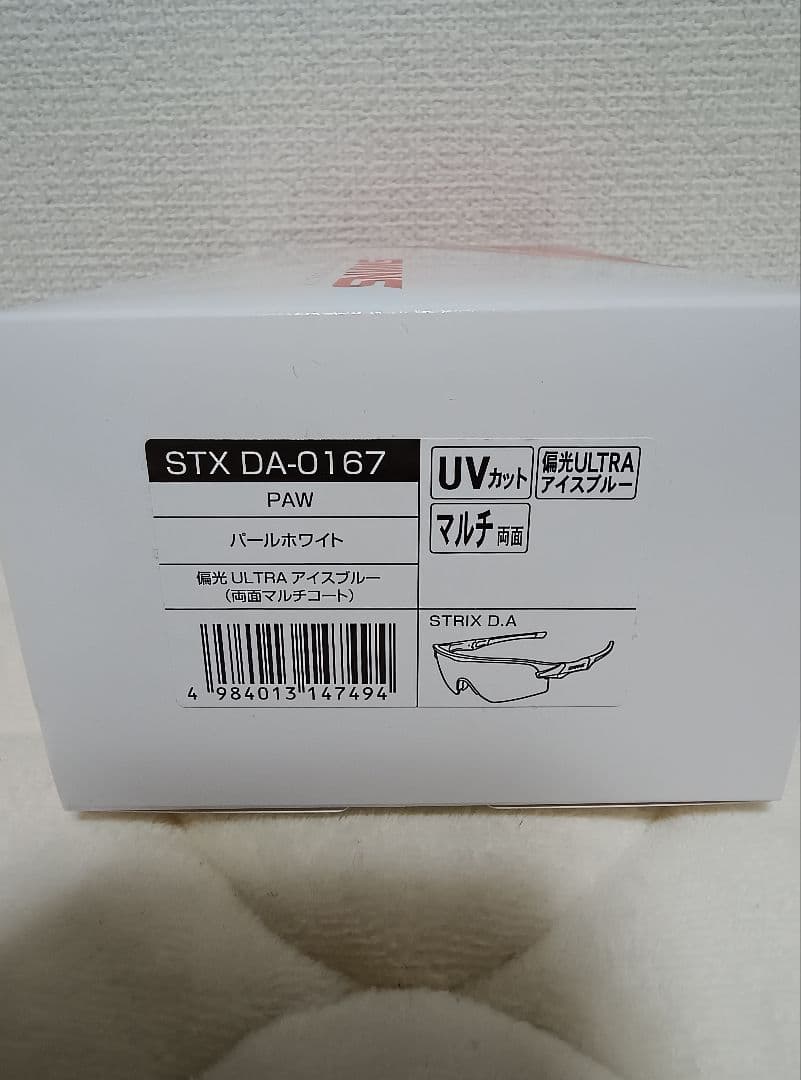 SWANS
STX DA-0167
PAW
パールホワイト
偏光 ULTRA アイスブルー
(両面マルチコート)
4 984013 147494
UVカット
偏光ULTRA
アイスブルー
マルチ 両面
STRIX D.A